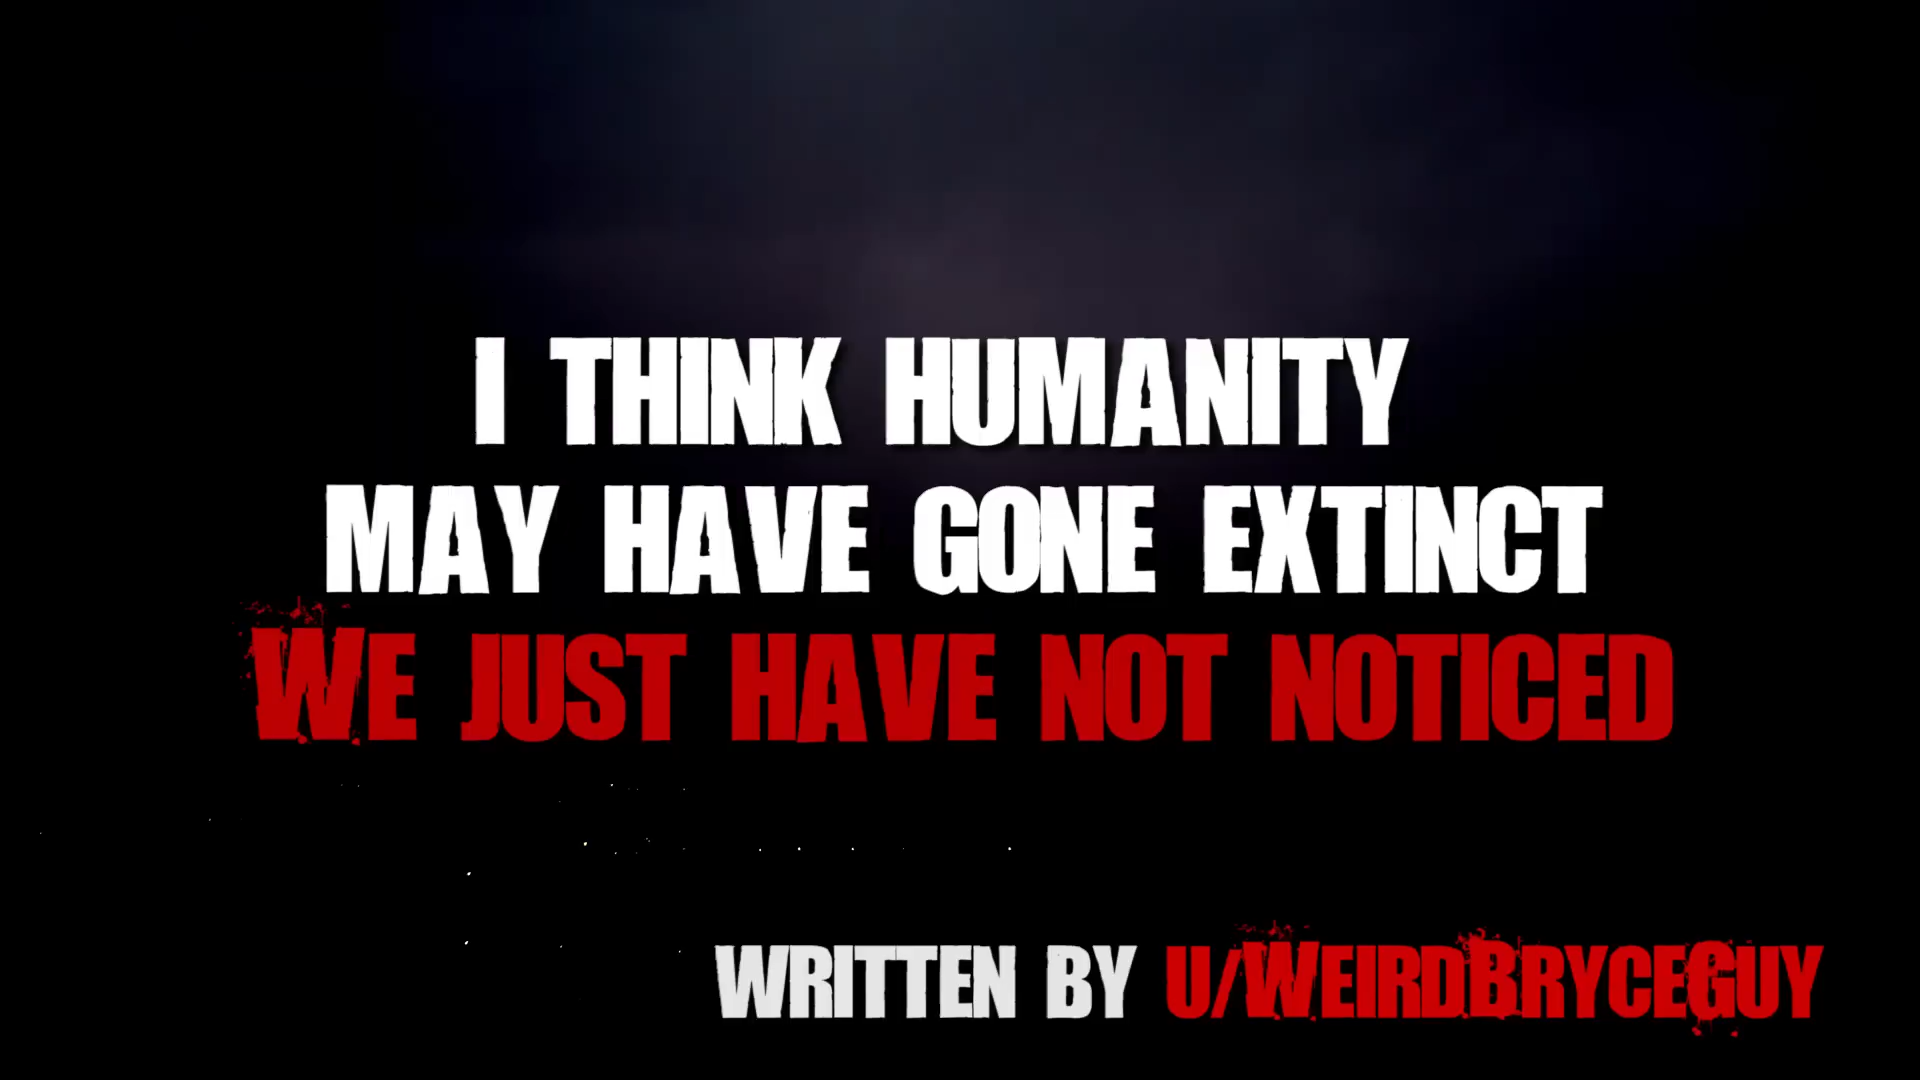 I THINK HUMANITY
MAY HAVE GONE EXTINCT
WE JUST HAVE NOT NOTICED
WRITTEN BY U/WEIRDBRYCEGUY